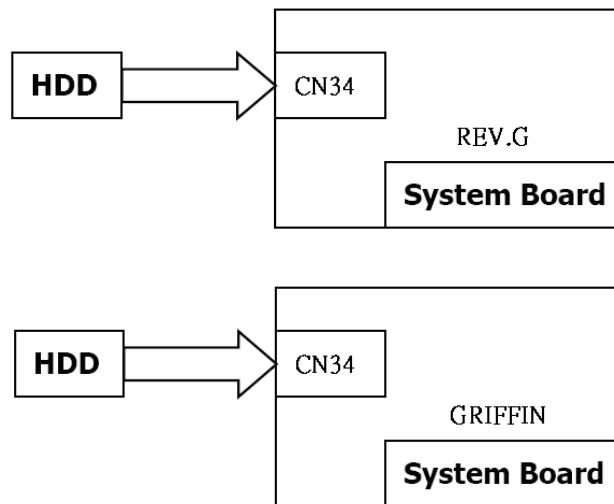 HDD
CN34
REV.G
System Board
HDD
CN34
GRIFFIN
System Board